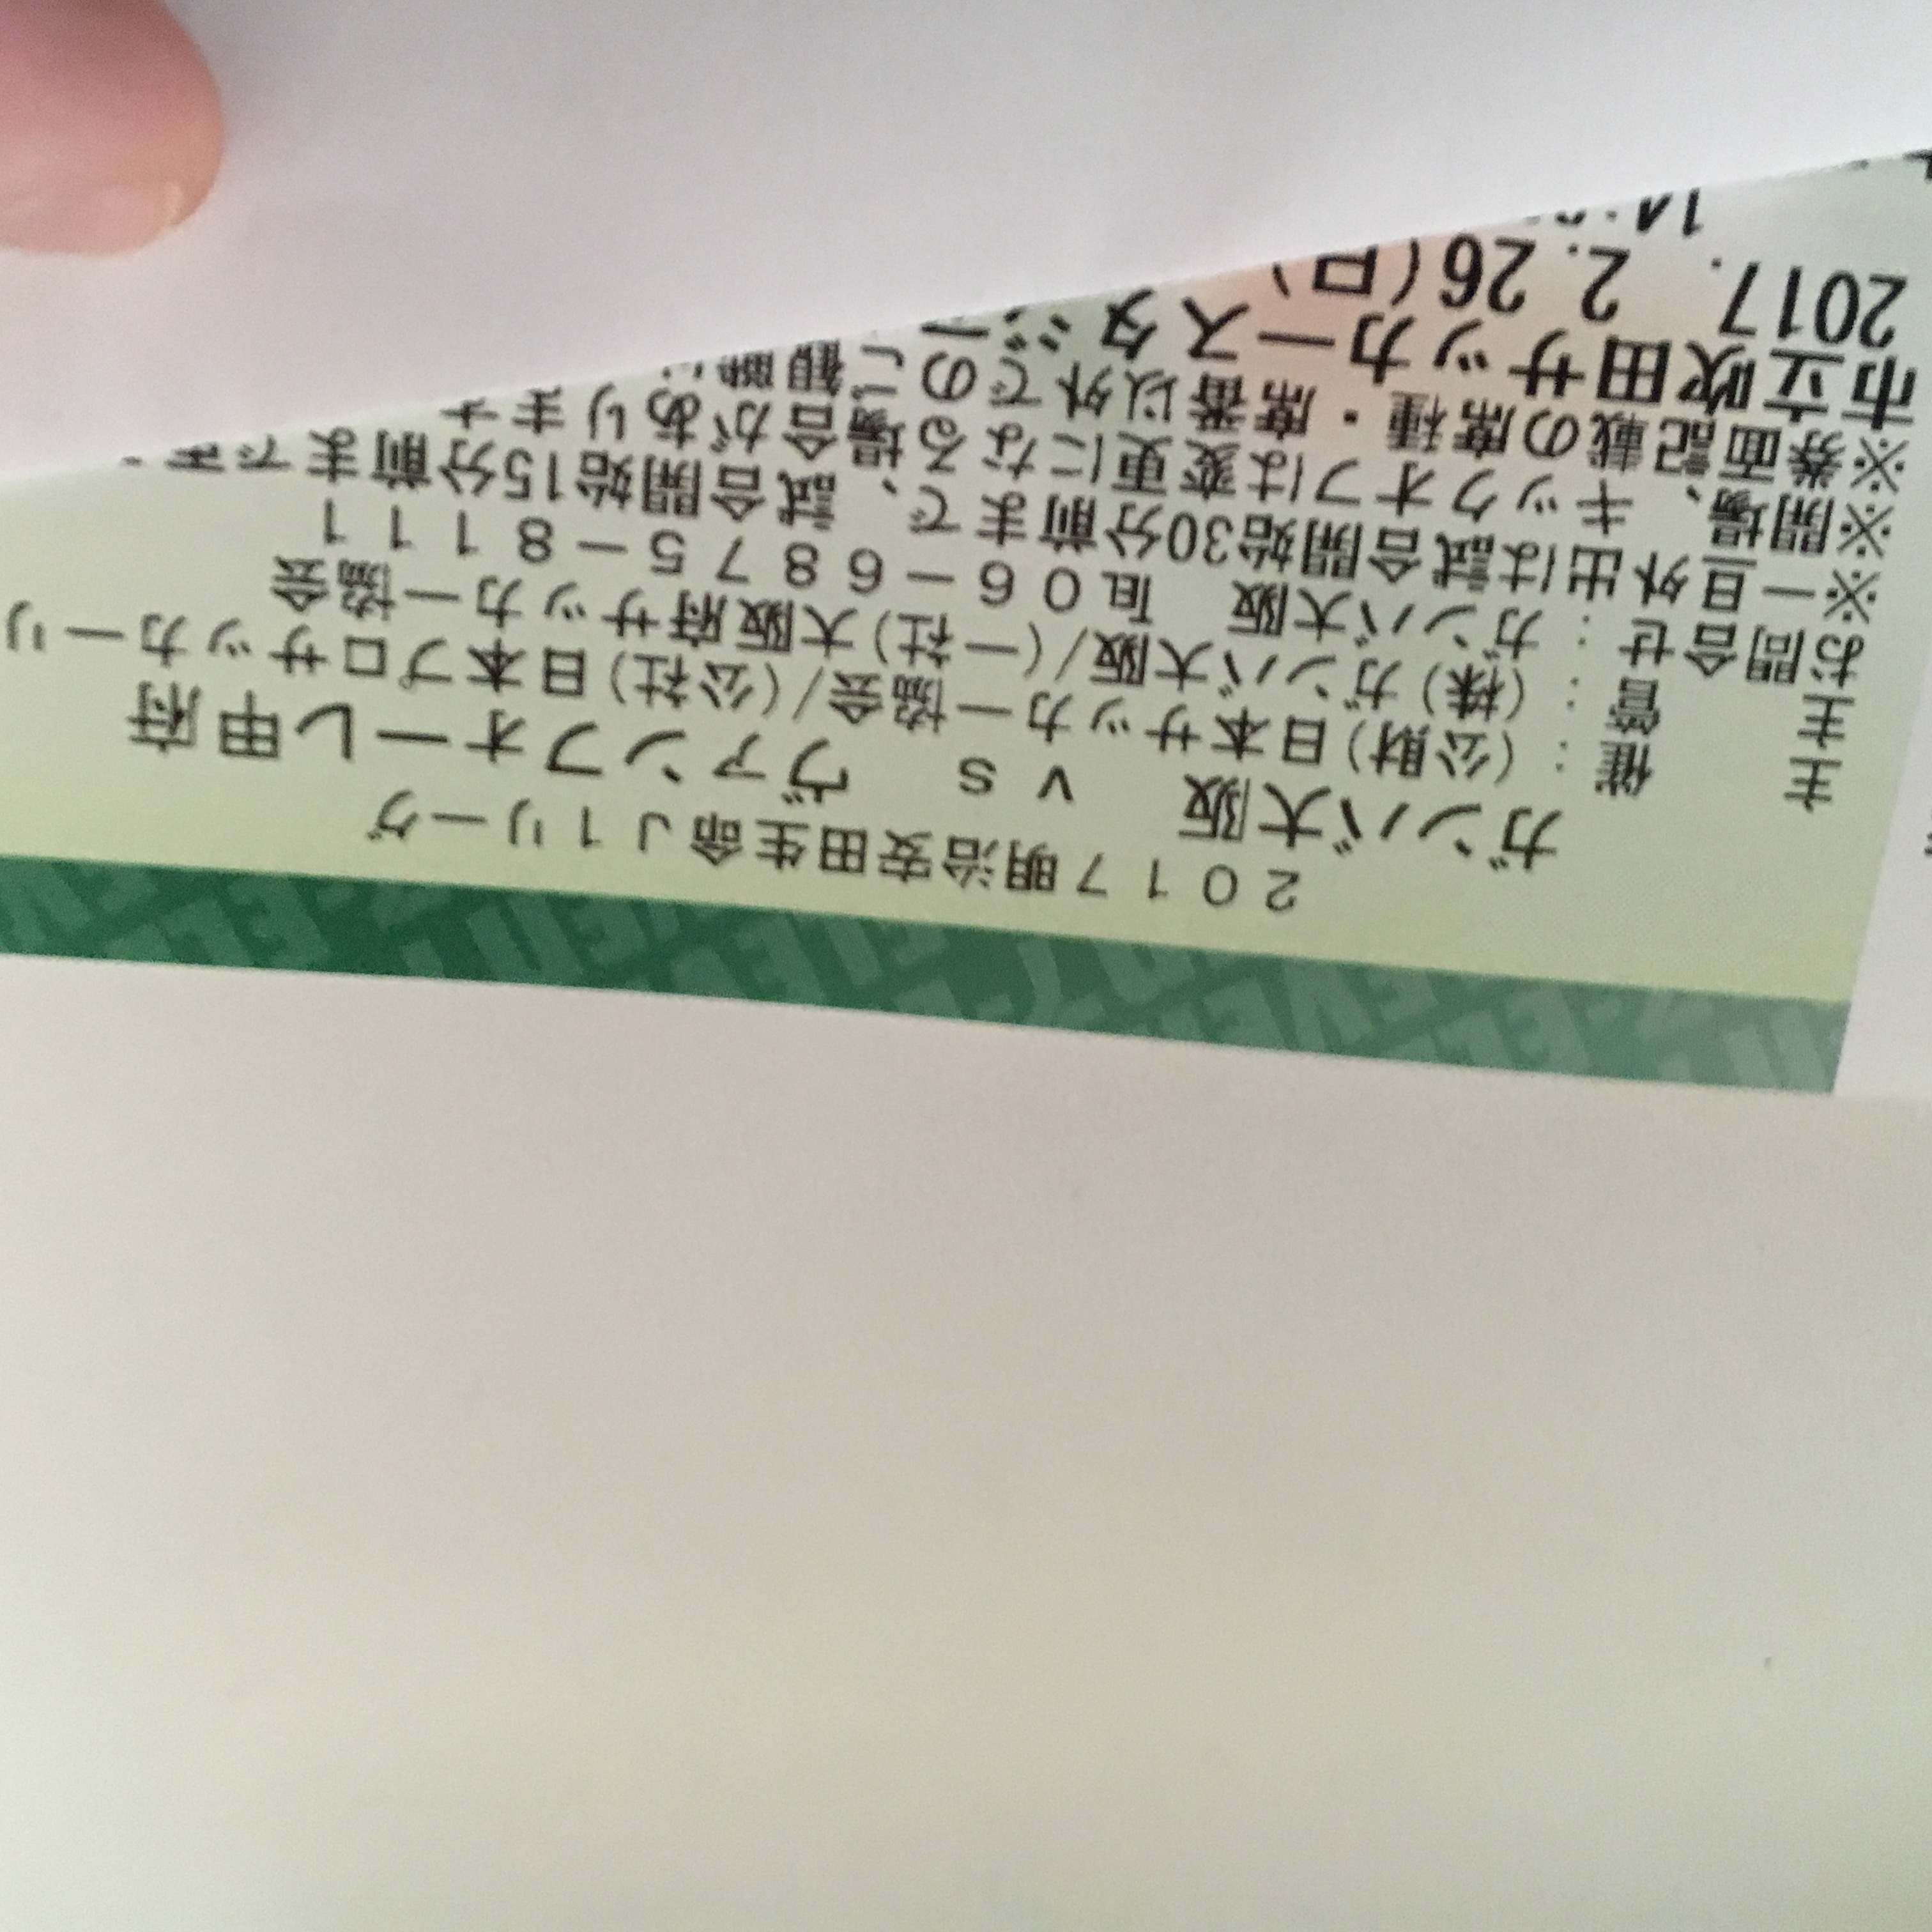 2017明治安田生命J1リーグ
ガンバ大阪 vs ヴァンフォーレ甲府
主 催：(公財)日本サッカー協会/(公社)日本プロサッカーリ
主 管：(株)ガンバ大阪/(一社)大阪府サッカー協会
お問合せ：ガンバ大阪 ℡06-6875-8111
※一旦外出は試合開始30分前まで、試合開始15分前まで
※開場、キックオフは変更になる場合があります
※券面記載の席種・席番以外でのご観戦
市立吹田サッカースタジ
2017. 2. 26(日)
14: